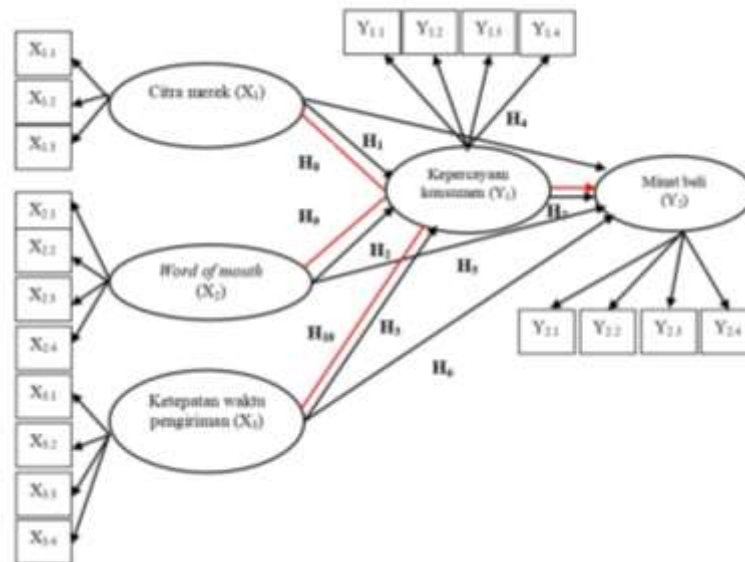 Y1.1 Y1.2 Y1.3 Y1.4
X1.1
X1.2
X1.3
Citra merek (X1)
H1
H4
Kepercayaan
konsumen (Y1)
Minat beli
(Y2)
X2.1
X2.2
X2.3
X2.4
Word of mouth
(X2)
H2
H5
Y2.1 Y2.2 Y2.3 Y2.4
H10
H3
H6
X3.1
X3.2
X3.3
X3.4
Ketepatan waktu
pengiriman (X3)